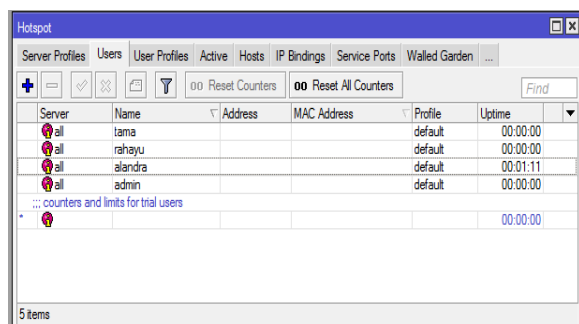 Hotspot
Server Profiles Users User Profiles Active Hosts IP Bindings Service Ports Walled Garden ...
00 Reset Counters 00 Reset All Counters Find
Server Name Address MAC Address Profile Uptime
all tama default 00:00:00
all rahayu default 00:00:00
all alandra default 00:01:11
all admin default 00:00:00
;;; counters and limits for trial users
* 00:00:00
5 items